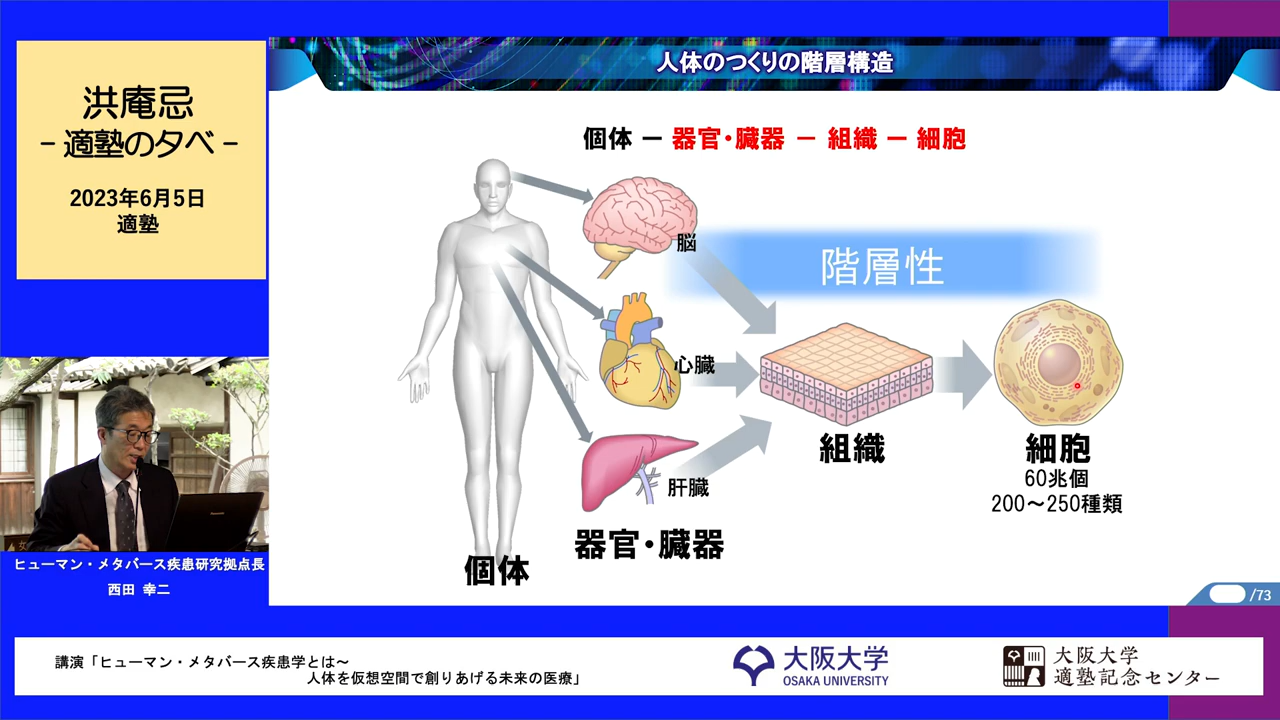 洪庵忌
- 適塾の夕べ -
2023年6月5日
適塾
人体のつくりの階層構造
個体 ー 器官・臓器 ー 組織 ー 細胞
脳
階層性
心臓
肝臓
組織
細胞
60兆個
200～250種類
器官・臓器
個体
/73
ヒューマン・メタバース疾患研究拠点長
西田 幸二
講演「ヒューマン・メタバース疾患学とは～
人体を仮想空間で創りあげる未来の医療」
大阪大学
OSAKA UNIVERSITY
大阪大学
適塾記念センター